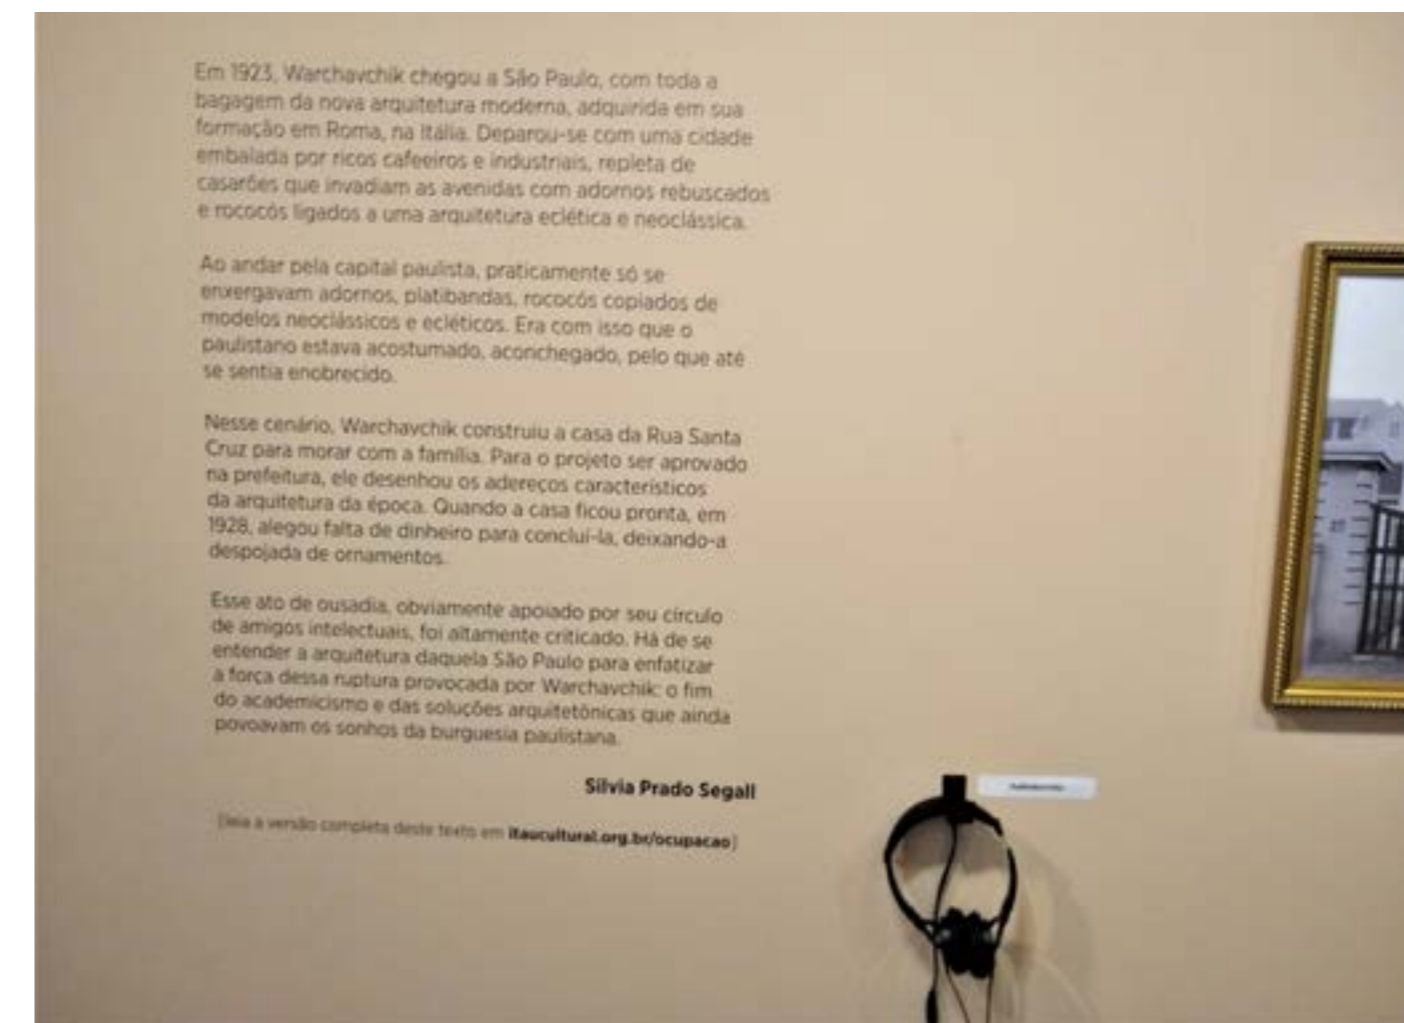 Em 1923, Warchavchik chegou a São Paulo, com toda a
bagagem da nova arquitetura moderna, adquirida em sua
formação em Roma, na Itália. Deparou-se com uma cidade
embalada por ricos cafeeiros e industriais, repleta de
casarões que invadiam as avenidas com adornos rebuscados
e rococós ligados a uma arquitetura eclética e neoclássica.
Ao andar pela capital paulista, praticamente só se
enxergavam adornos, platibandas, rococós copiados de
modelos neoclássicos e ecléticos. Era com isso que o
paulistano estava acostumado, aconchegado, pelo que até
se sentia enobrecido.
Nesse cenário, Warchavchik construiu a casa da Rua Santa
Cruz para morar com a família. Para o projeto ser aprovado
na prefeitura, ele desenhou os adereços característicos
da arquitetura da época. Quando a casa ficou pronta, em
1928, alegou falta de dinheiro para concluí-la, deixando-a
despojada de ornamentos.
Esse ato de ousadia, obviamente apoiado por seu círculo
de amigos intelectuais, foi altamente criticado. Há de se
entender a arquitetura daquela São Paulo para enfatizar
a força dessa ruptura provocada por Warchavchik: o fim
do academicismo e das soluções arquitetônicas que ainda
povoavam os sonhos da burguesia paulistana.
Silvia Prado Segall
[leia a versão completa deste texto em itaucultural.org.br/ocupacao]